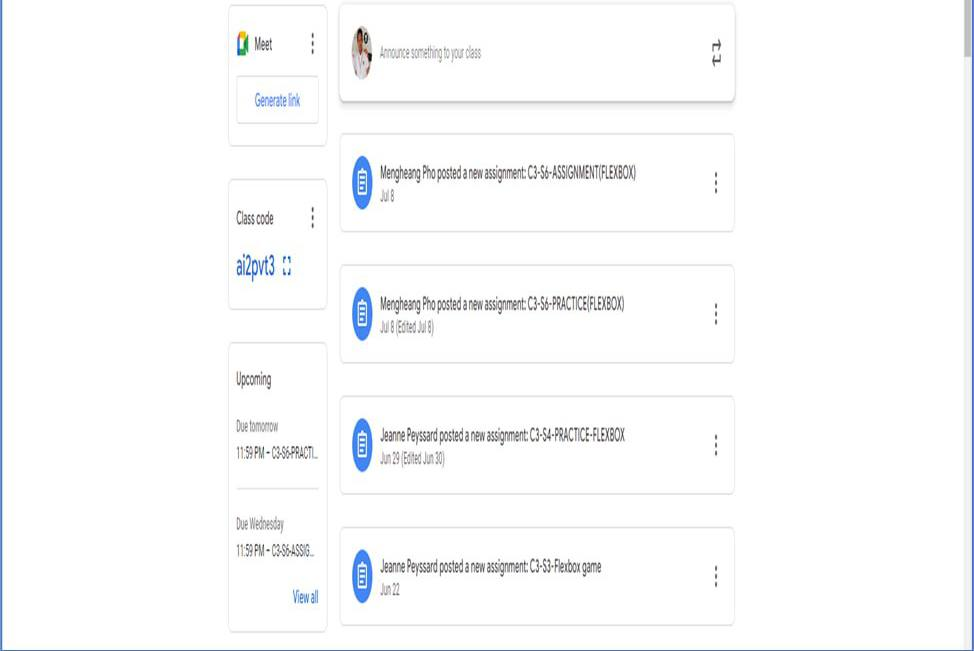 Meet
Generate link
Class code
ai2pvt3
Upcoming
Due tomorrow
11:59 PM – C3-S6-PRACTI...
Due Wednesday
11:59 PM – C3-S6-ASSIG...
View all
Announce something to your class
Mengheang Pho posted a new assignment: C3-S6-ASSIGNMENT(FLEXBOX)
Jul 8
Mengheang Pho posted a new assignment: C3-S6-PRACTICE(FLEXBOX)
Jul 8 (Edited Jul 8)
Jeanne Peyssard posted a new assignment: C3-S4-PRACTICE-FLEXBOX
Jun 29 (Edited Jun 30)
Jeanne Peyssard posted a new assignment: C3-S3-Flexbox game
Jun 22